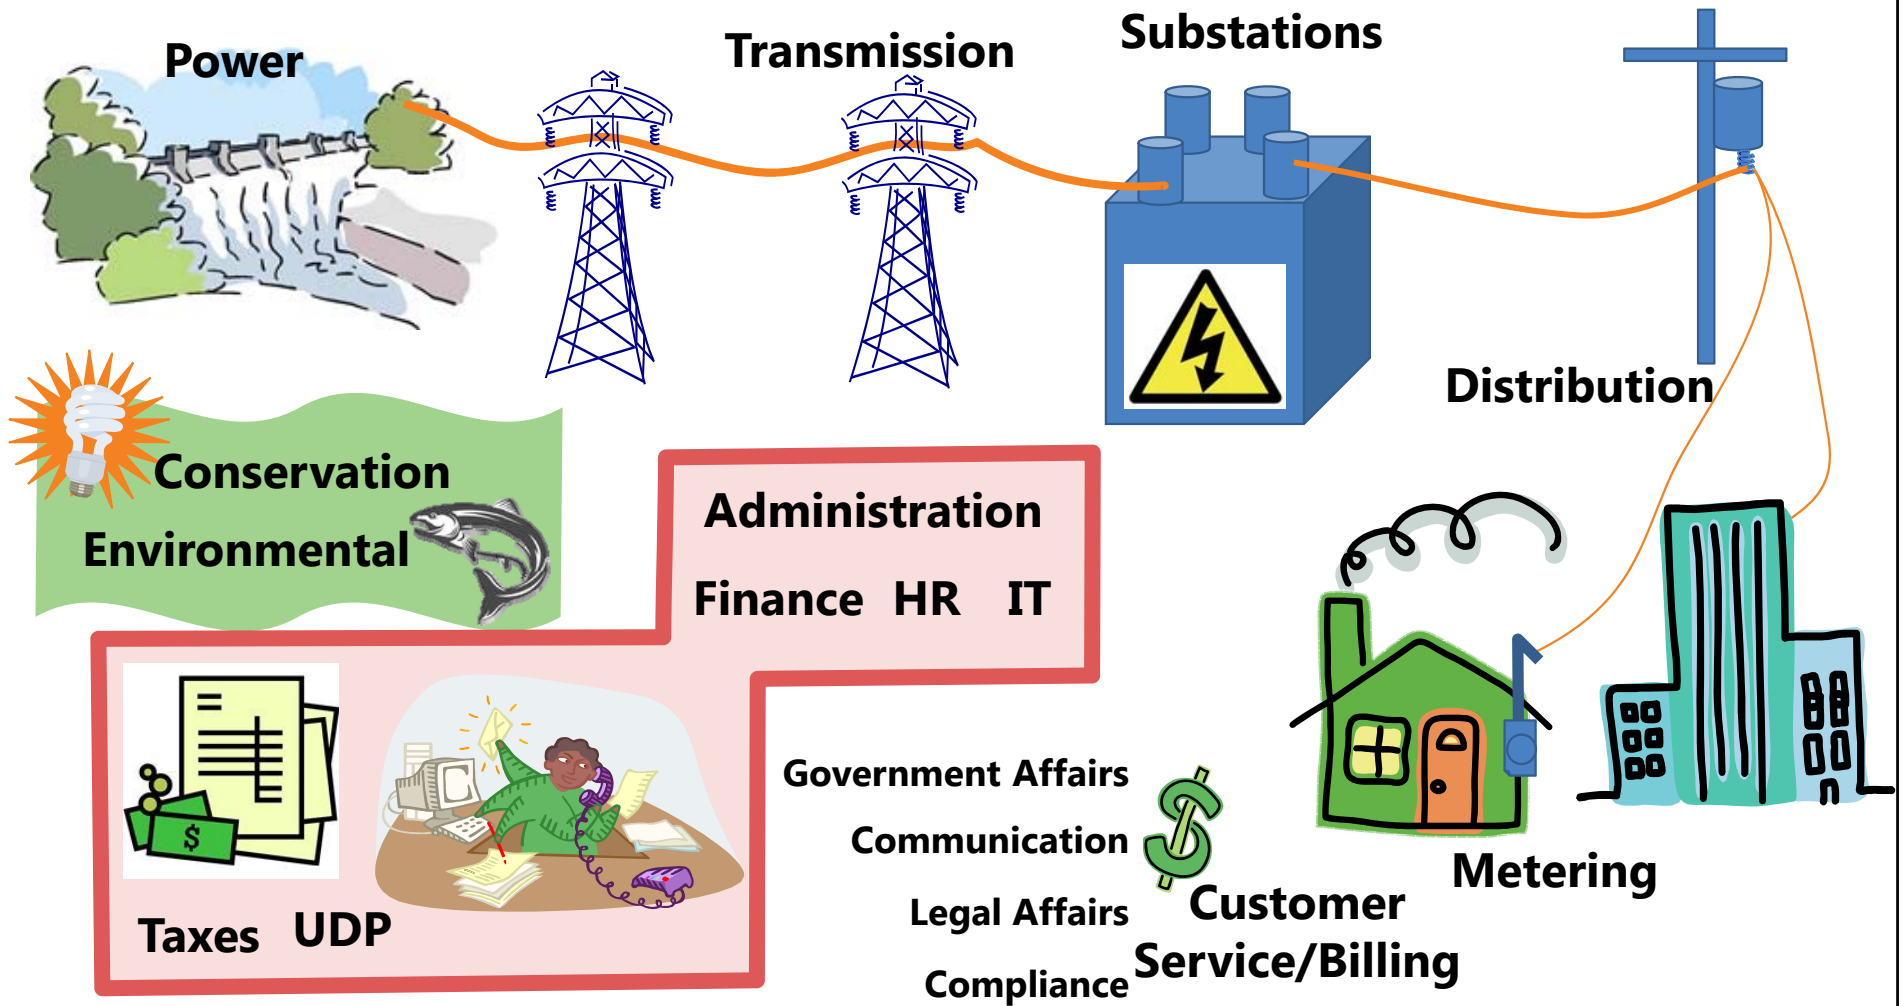 Power
Transmission
Substations
Distribution
Conservation
Environmental
Administration
Finance HR IT
Taxes UDP
$
Government Affairs
Communication
Legal Affairs
Compliance
$
Customer
Service/Billing
Metering